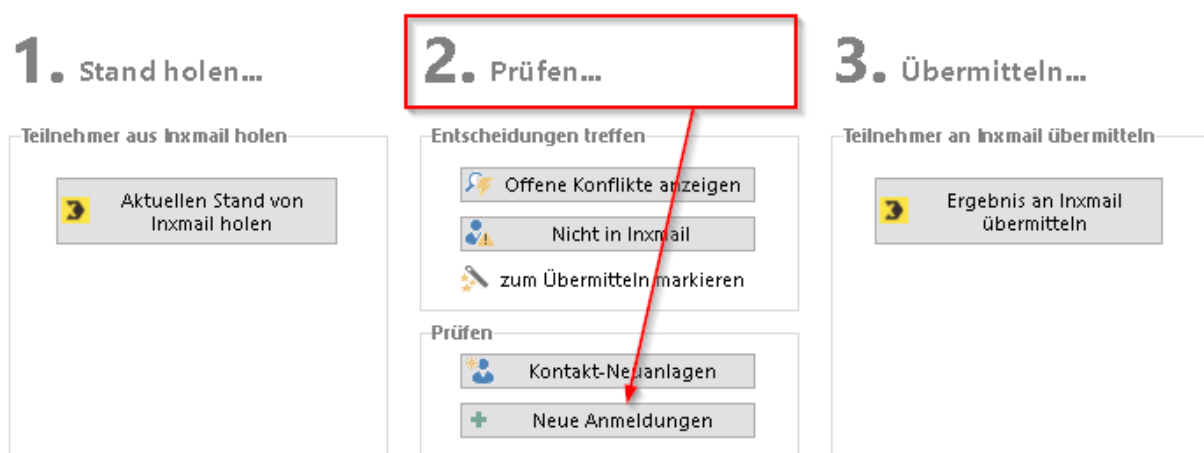 1. Stand holen...
2. Prüfen...
3. Übermitteln...
Teilnehmer aus Inxmail holen
Aktuellen Stand von
Inxmail holen
Entscheidungen treffen
Offene Konflikte anzeigen
Nicht in Inxmail
zum Übermitteln markieren
Prüfen
Kontakt-Neuanlagen
Neue Anmeldungen
Teilnehmer an Inxmail übermitteln
Ergebnis an Inxmail
übermitteln